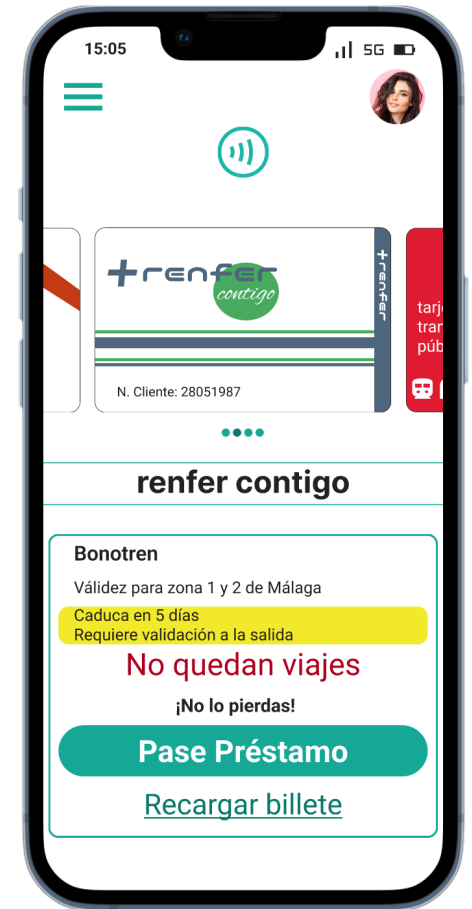 15:05
5G
+renfer
contigo
+renfer
N. Cliente: 28051987
tarj
tran
púb
renfer contigo
Bonotren
Válidez para zona 1 y 2 de Málaga
Caduca en 5 días
Requiere validación a la salida
No quedan viajes
¡No lo pierdas!
Pase Préstamo
Recargar billete